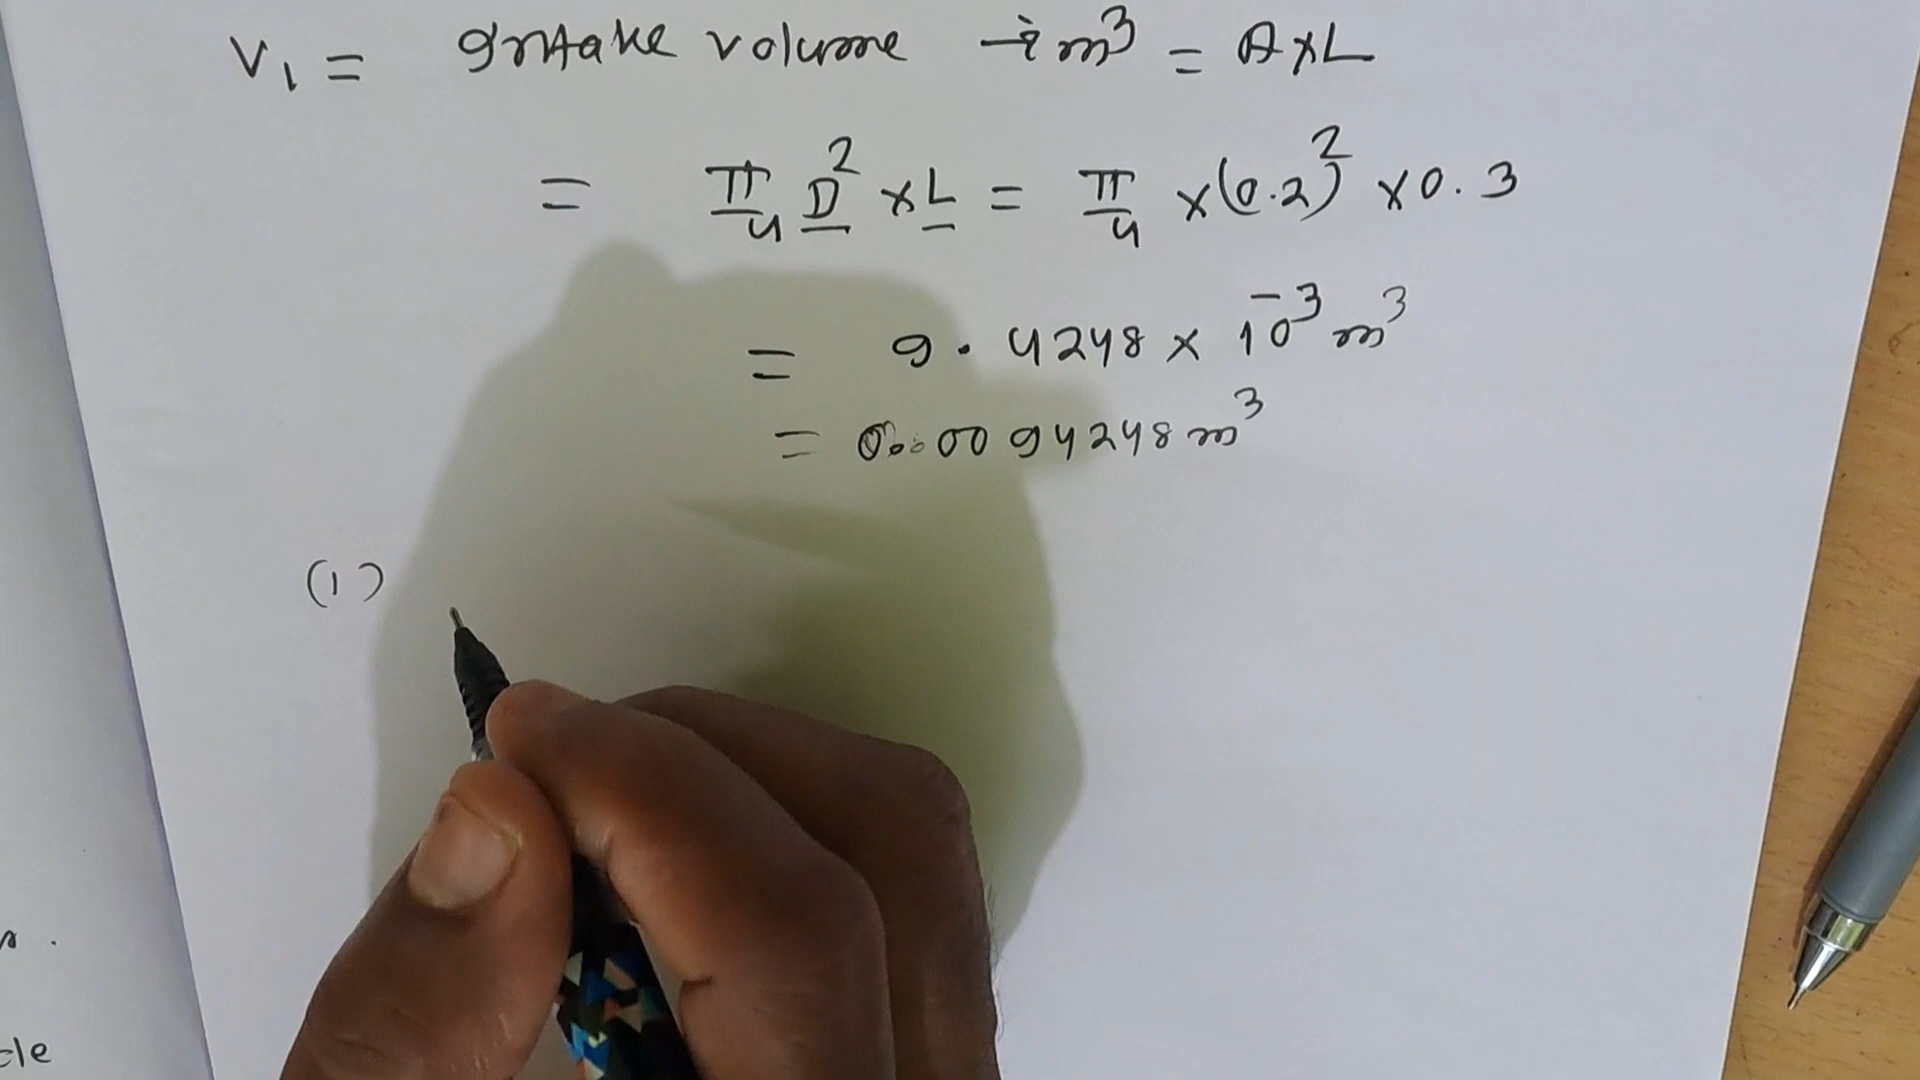 V₁ = Intake volume → m³ = A×L
= π/4 D² × L = π/4 × (0.2)² × 0.3
= 9.4248 × 10⁻³ m³
= 0.0094248 m³
(1)
cle